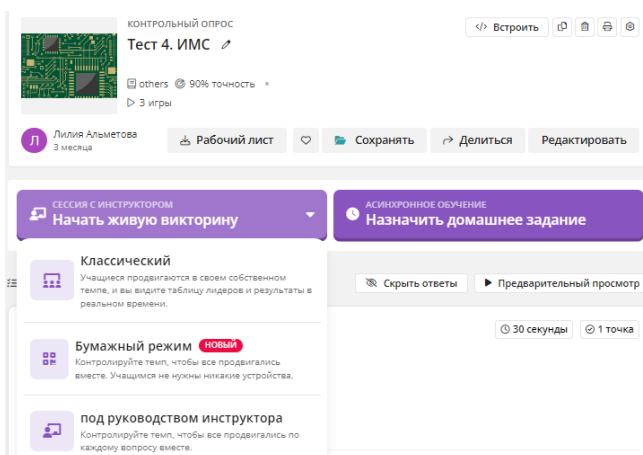 КОНТРОЛЬНЫЙ ОПРОС
Тест 4. ИМС
</> Встроить
others 90% точность
3 игры
Л
Лилия Альметова
3 месяца
Рабочий лист
Сохранять
Делиться
Редактировать
СЕССИЯ С ИНСТРУКТОРОМ
Начать живую викторину
АСИНХРОННОЕ ОБУЧЕНИЕ
Назначить домашнее задание
Классический
Учащиеся продвигаются в своем собственном
темпе, и вы видите таблицу лидеров и результаты в
реальном времени.
Скрыть ответы
Предварительный просмотр
30 секунды
1 точка
Бумажный режим НОВЫЙ
Контролируйте темп, чтобы все продвигались
вместе. Учащимся не нужны никакие устройства.
под руководством инструктора
Контролируйте темп, чтобы все продвигались по
каждому вопросу вместе.